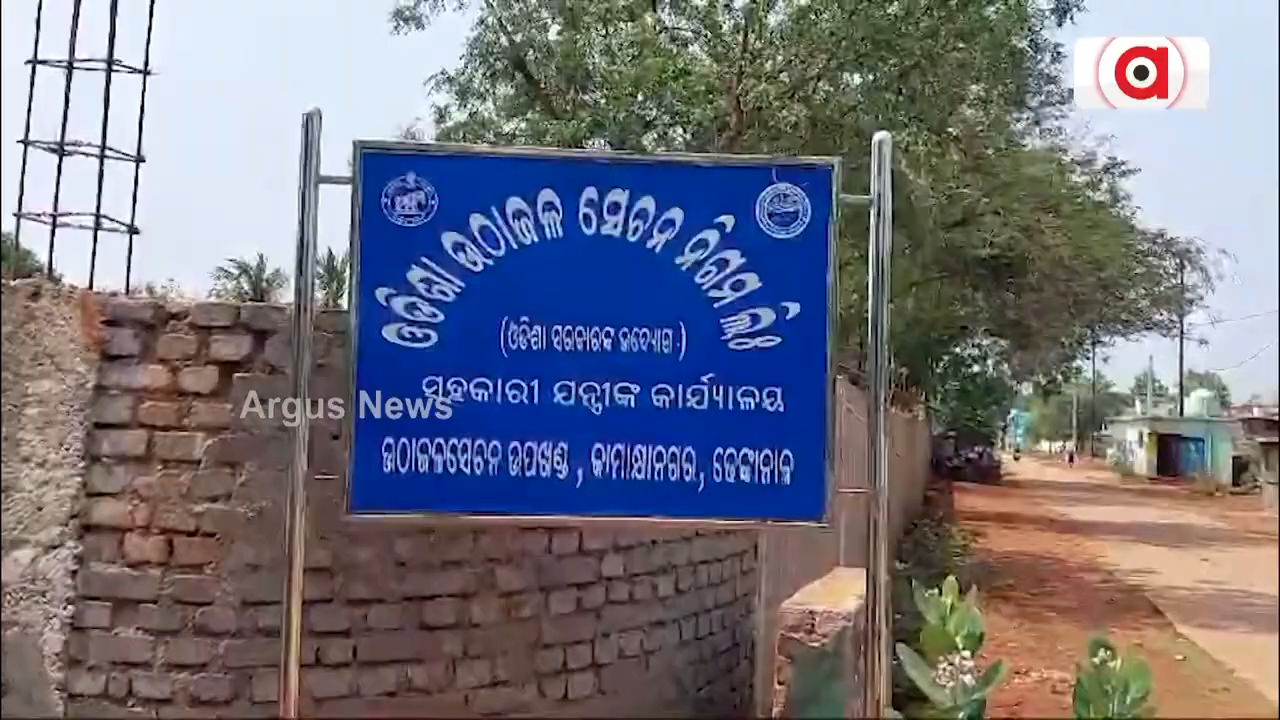 ଓଡିଶା ଉଠାଜଳ ସେଚନ ନିଗମ ଲିଃ
(ଓଡିଶା ସରକାରଙ୍କ ଉଦ୍ୟୋଗ)
ସହକାରୀ ଯନ୍ତ୍ରୀଙ୍କ କାର୍ଯ୍ୟାଳୟ
Argus News
ଉଠାଜଳସେଚନ ଉପଖଣ୍ଡ, କାମାକ୍ଷାନଗର, ଢେଙ୍କାନାଳ